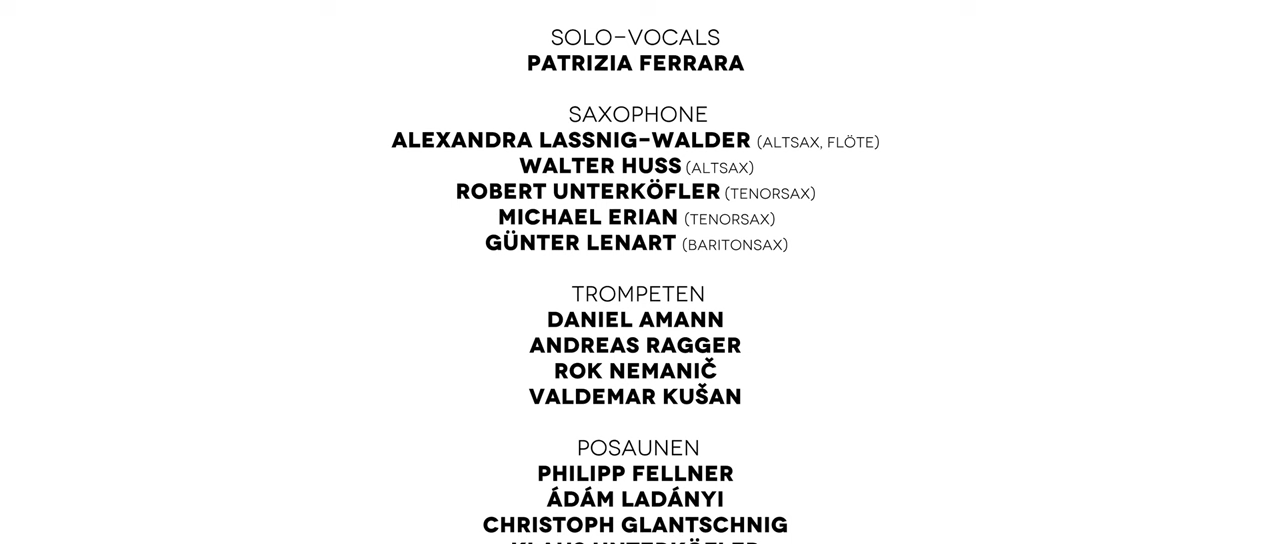 SOLO-VOCALS
PATRIZIA FERRARA
SAXOPHONE
ALEXANDRA LASSNIG-WALDER (ALTSAX, FLÖTE)
WALTER HUSS (ALTSAX)
ROBERT UNTERKÖFLER (TENORSAX)
MICHAEL ERIAN (TENORSAX)
GÜNTER LENART (BARITONSAX)
TROMPETEN
DANIEL AMANN
ANDREAS RAGGER
ROK NEMANIČ
VALDEMAR KUŠAN
POSAUNEN
PHILIPP FELLNER
ÁDÁM LADÁNYI
CHRISTOPH GLANTSCHNIG
KLAUS UNTERKÖFLER